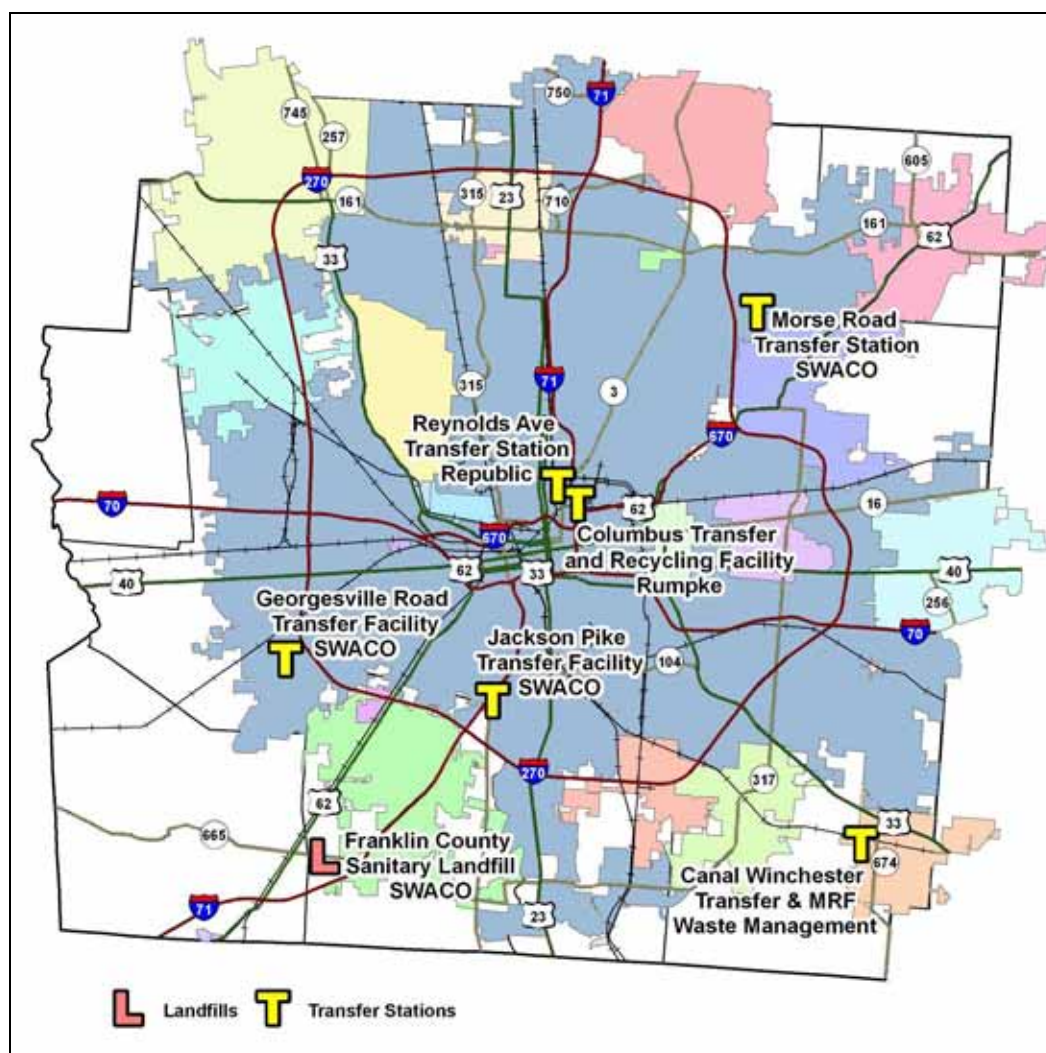 750
71
745
257
605
270
315
23
710
161
161
62
33
Morse Road
Transfer Station
SWACO
315
71
3
Reynolds Ave
Transfer Station
Republic
670
70
62
16
670
Columbus Transfer
and Recycling Facility
Rumpke
62
33
40
40
256
Georgesville Road
Transfer Facility
SWACO
70
Jackson Pike
Transfer Facility
SWACO
104
270
317
62
665
Franklin County
Sanitary Landfill
SWACO
33
674
Canal Winchester
Transfer & MRF
Waste Management
71
23
Landfills
Transfer Stations
L
T
T
T
T
T
T
T
L
T